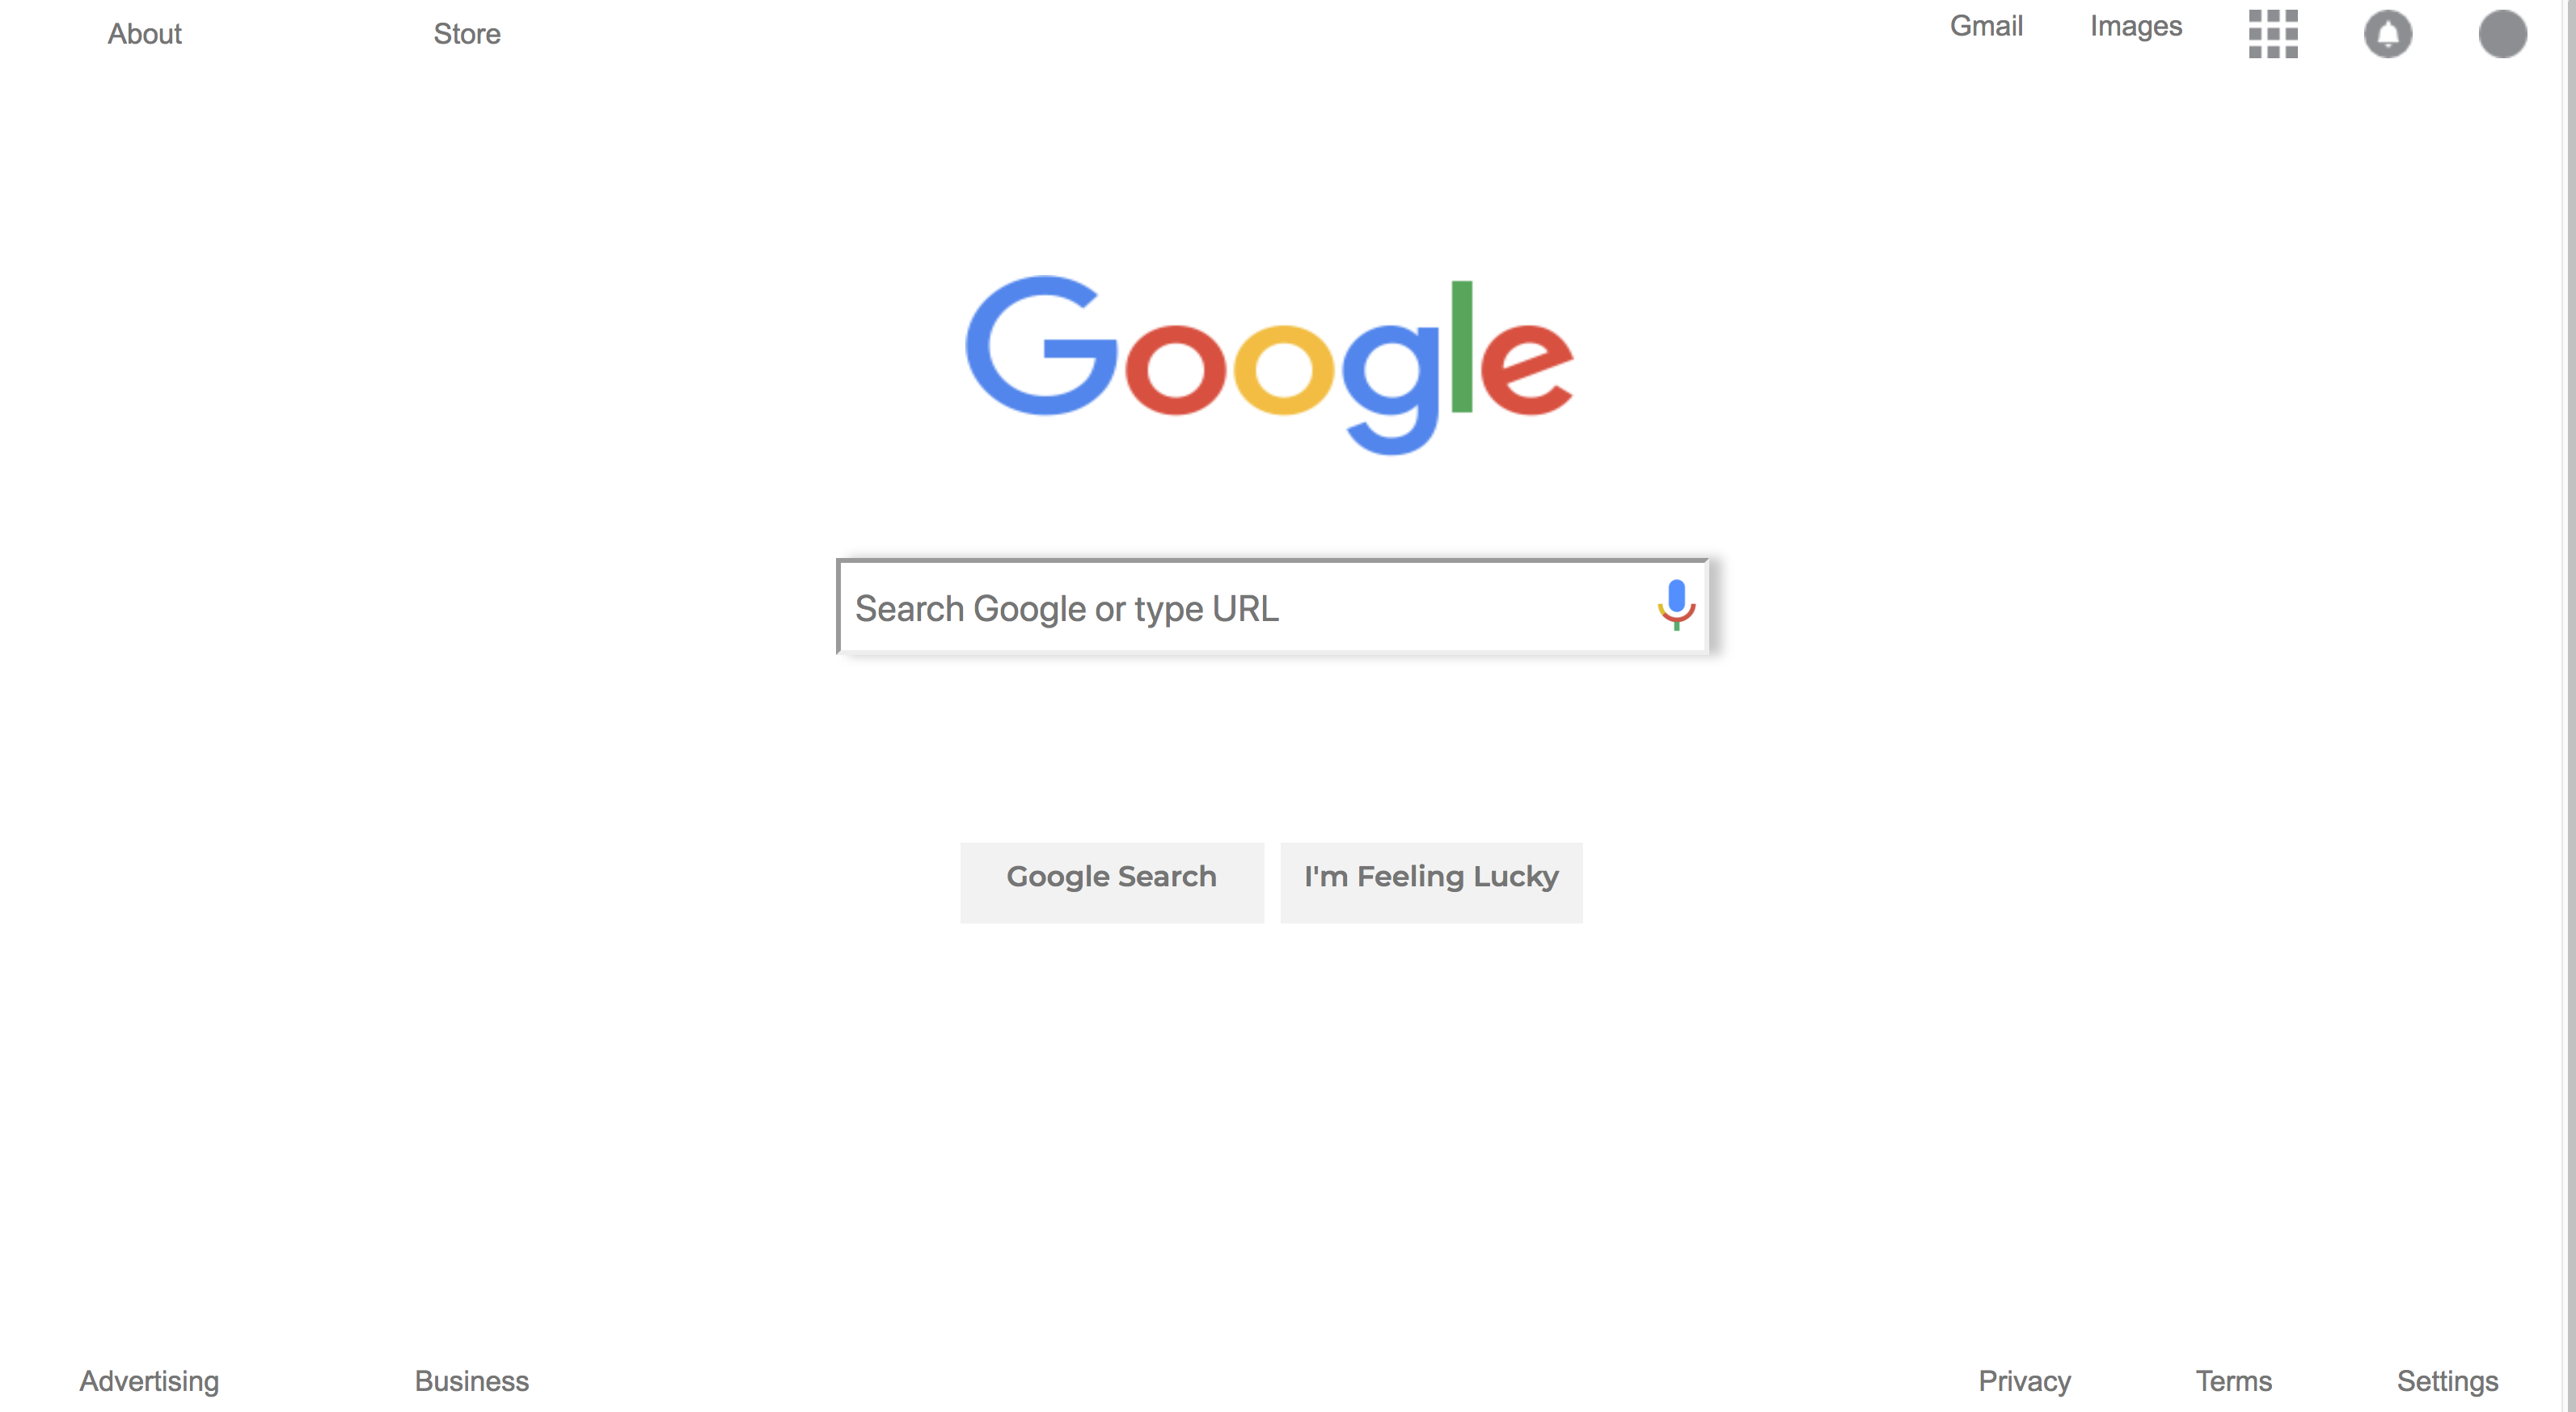 About Store Gmail Images
Google
Search Google or type URL
Google Search I'm Feeling Lucky
Advertising Business Privacy Terms Settings